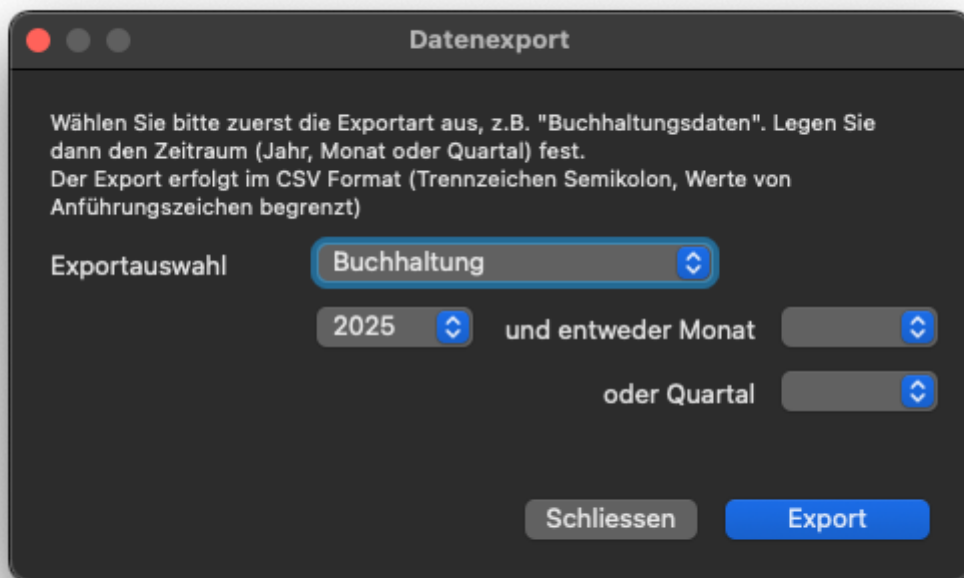 Datenexport
Wählen Sie bitte zuerst die Exportart aus, z.B. "Buchhaltungsdaten". Legen Sie
dann den Zeitraum (Jahr, Monat oder Quartal) fest.
Der Export erfolgt im CSV Format (Trennzeichen Semikolon, Werte von
Anführungszeichen begrenzt)
Exportauswahl Buchhaltung
2025 und entweder Monat
oder Quartal
Schliessen Export